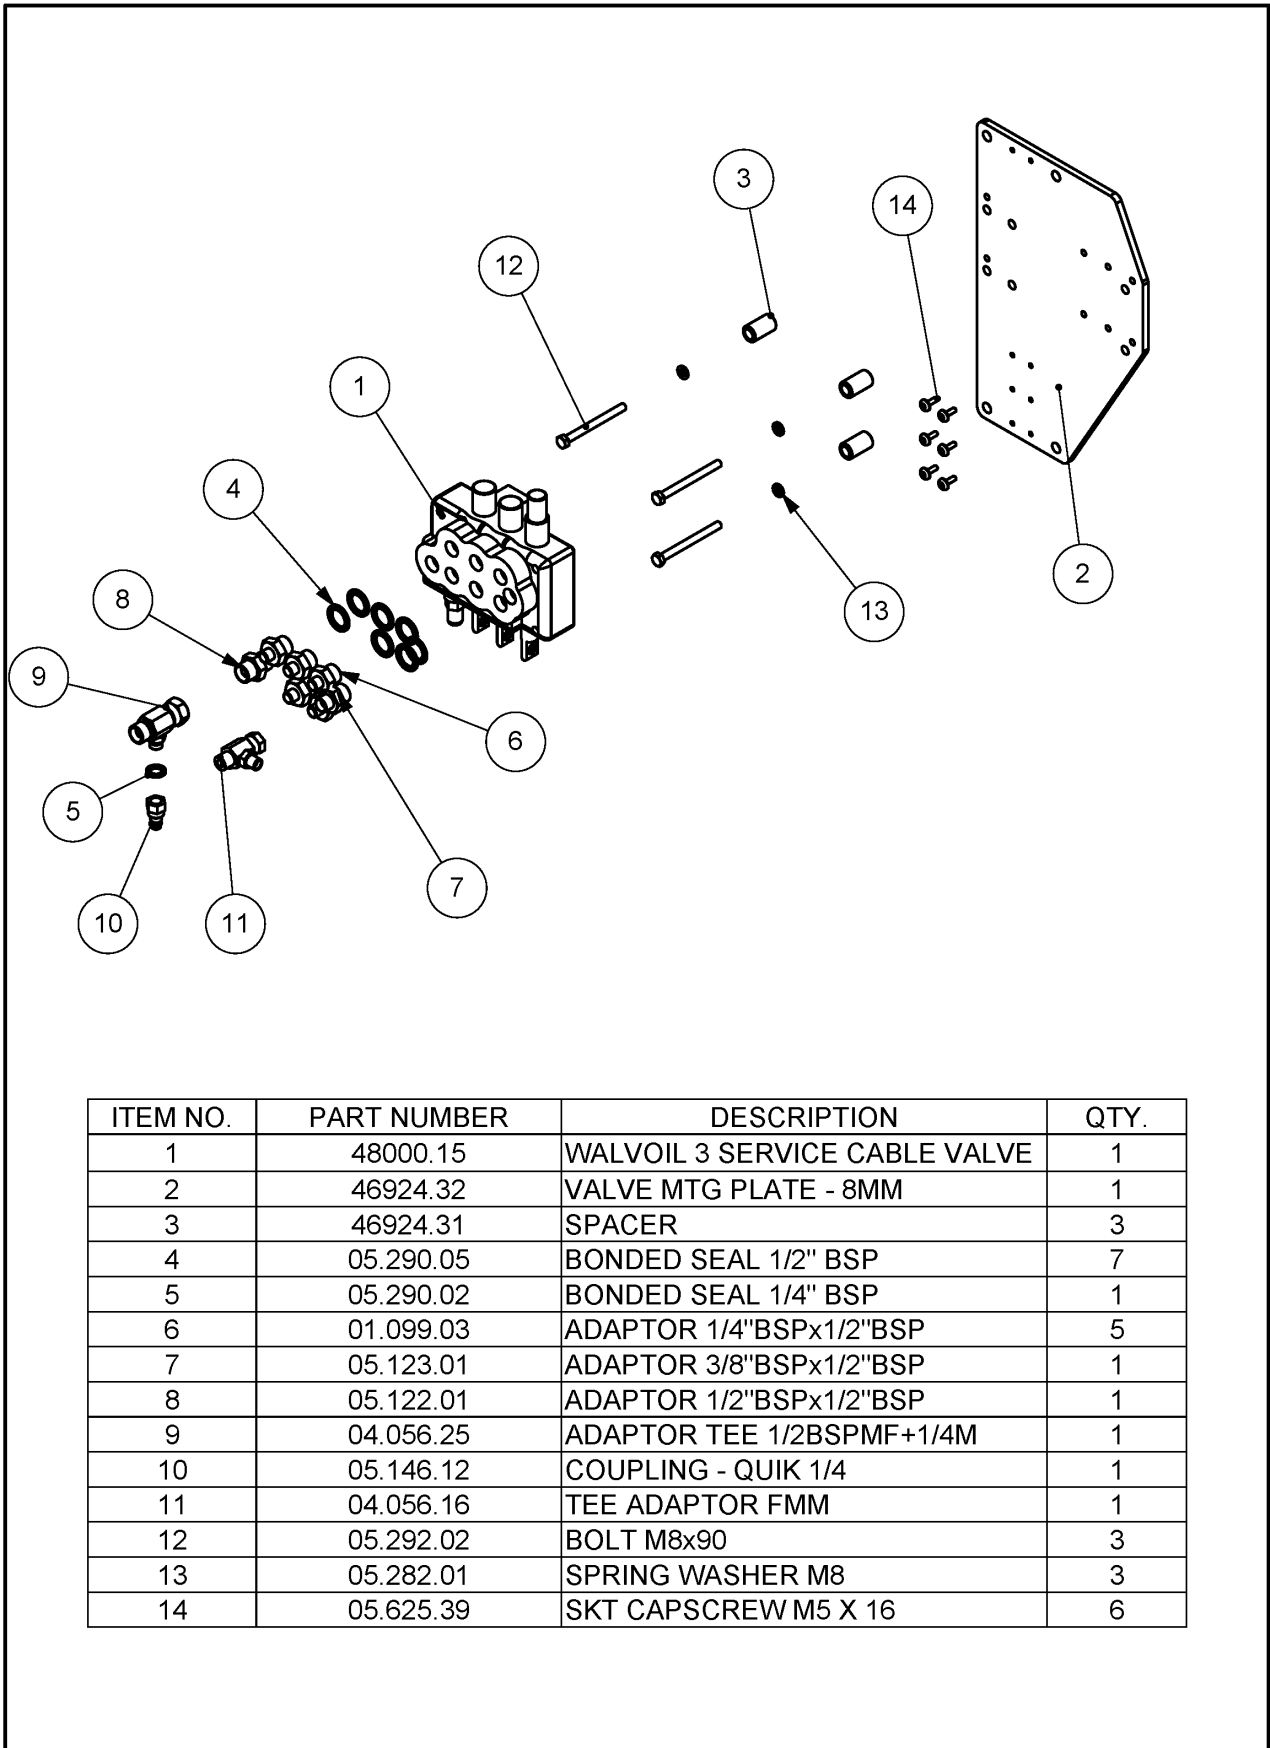 3
14
12
1
4
2
8
13
9
6
5
7
10
11
ITEM NO. PART NUMBER DESCRIPTION QTY.
1 48000.15 WALVOIL 3 SERVICE CABLE VALVE 1
2 46924.32 VALVE MTG PLATE - 8MM 1
3 46924.31 SPACER 3
4 05.290.05 BONDED SEAL 1/2" BSP 7
5 05.290.02 BONDED SEAL 1/4" BSP 1
6 01.099.03 ADAPTOR 1/4"BSPx1/2"BSP 5
7 05.123.01 ADAPTOR 3/8"BSPx1/2"BSP 1
8 05.122.01 ADAPTOR 1/2"BSPx1/2"BSP 1
9 04.056.25 ADAPTOR TEE 1/2BSPMF+1/4M 1
10 05.146.12 COUPLING - QUIK 1/4 1
11 04.056.16 TEE ADAPTOR FMM 1
12 05.292.02 BOLT M8x90 3
13 05.282.01 SPRING WASHER M8 3
14 05.625.39 SKT CAPSCREW M5 X 16 6